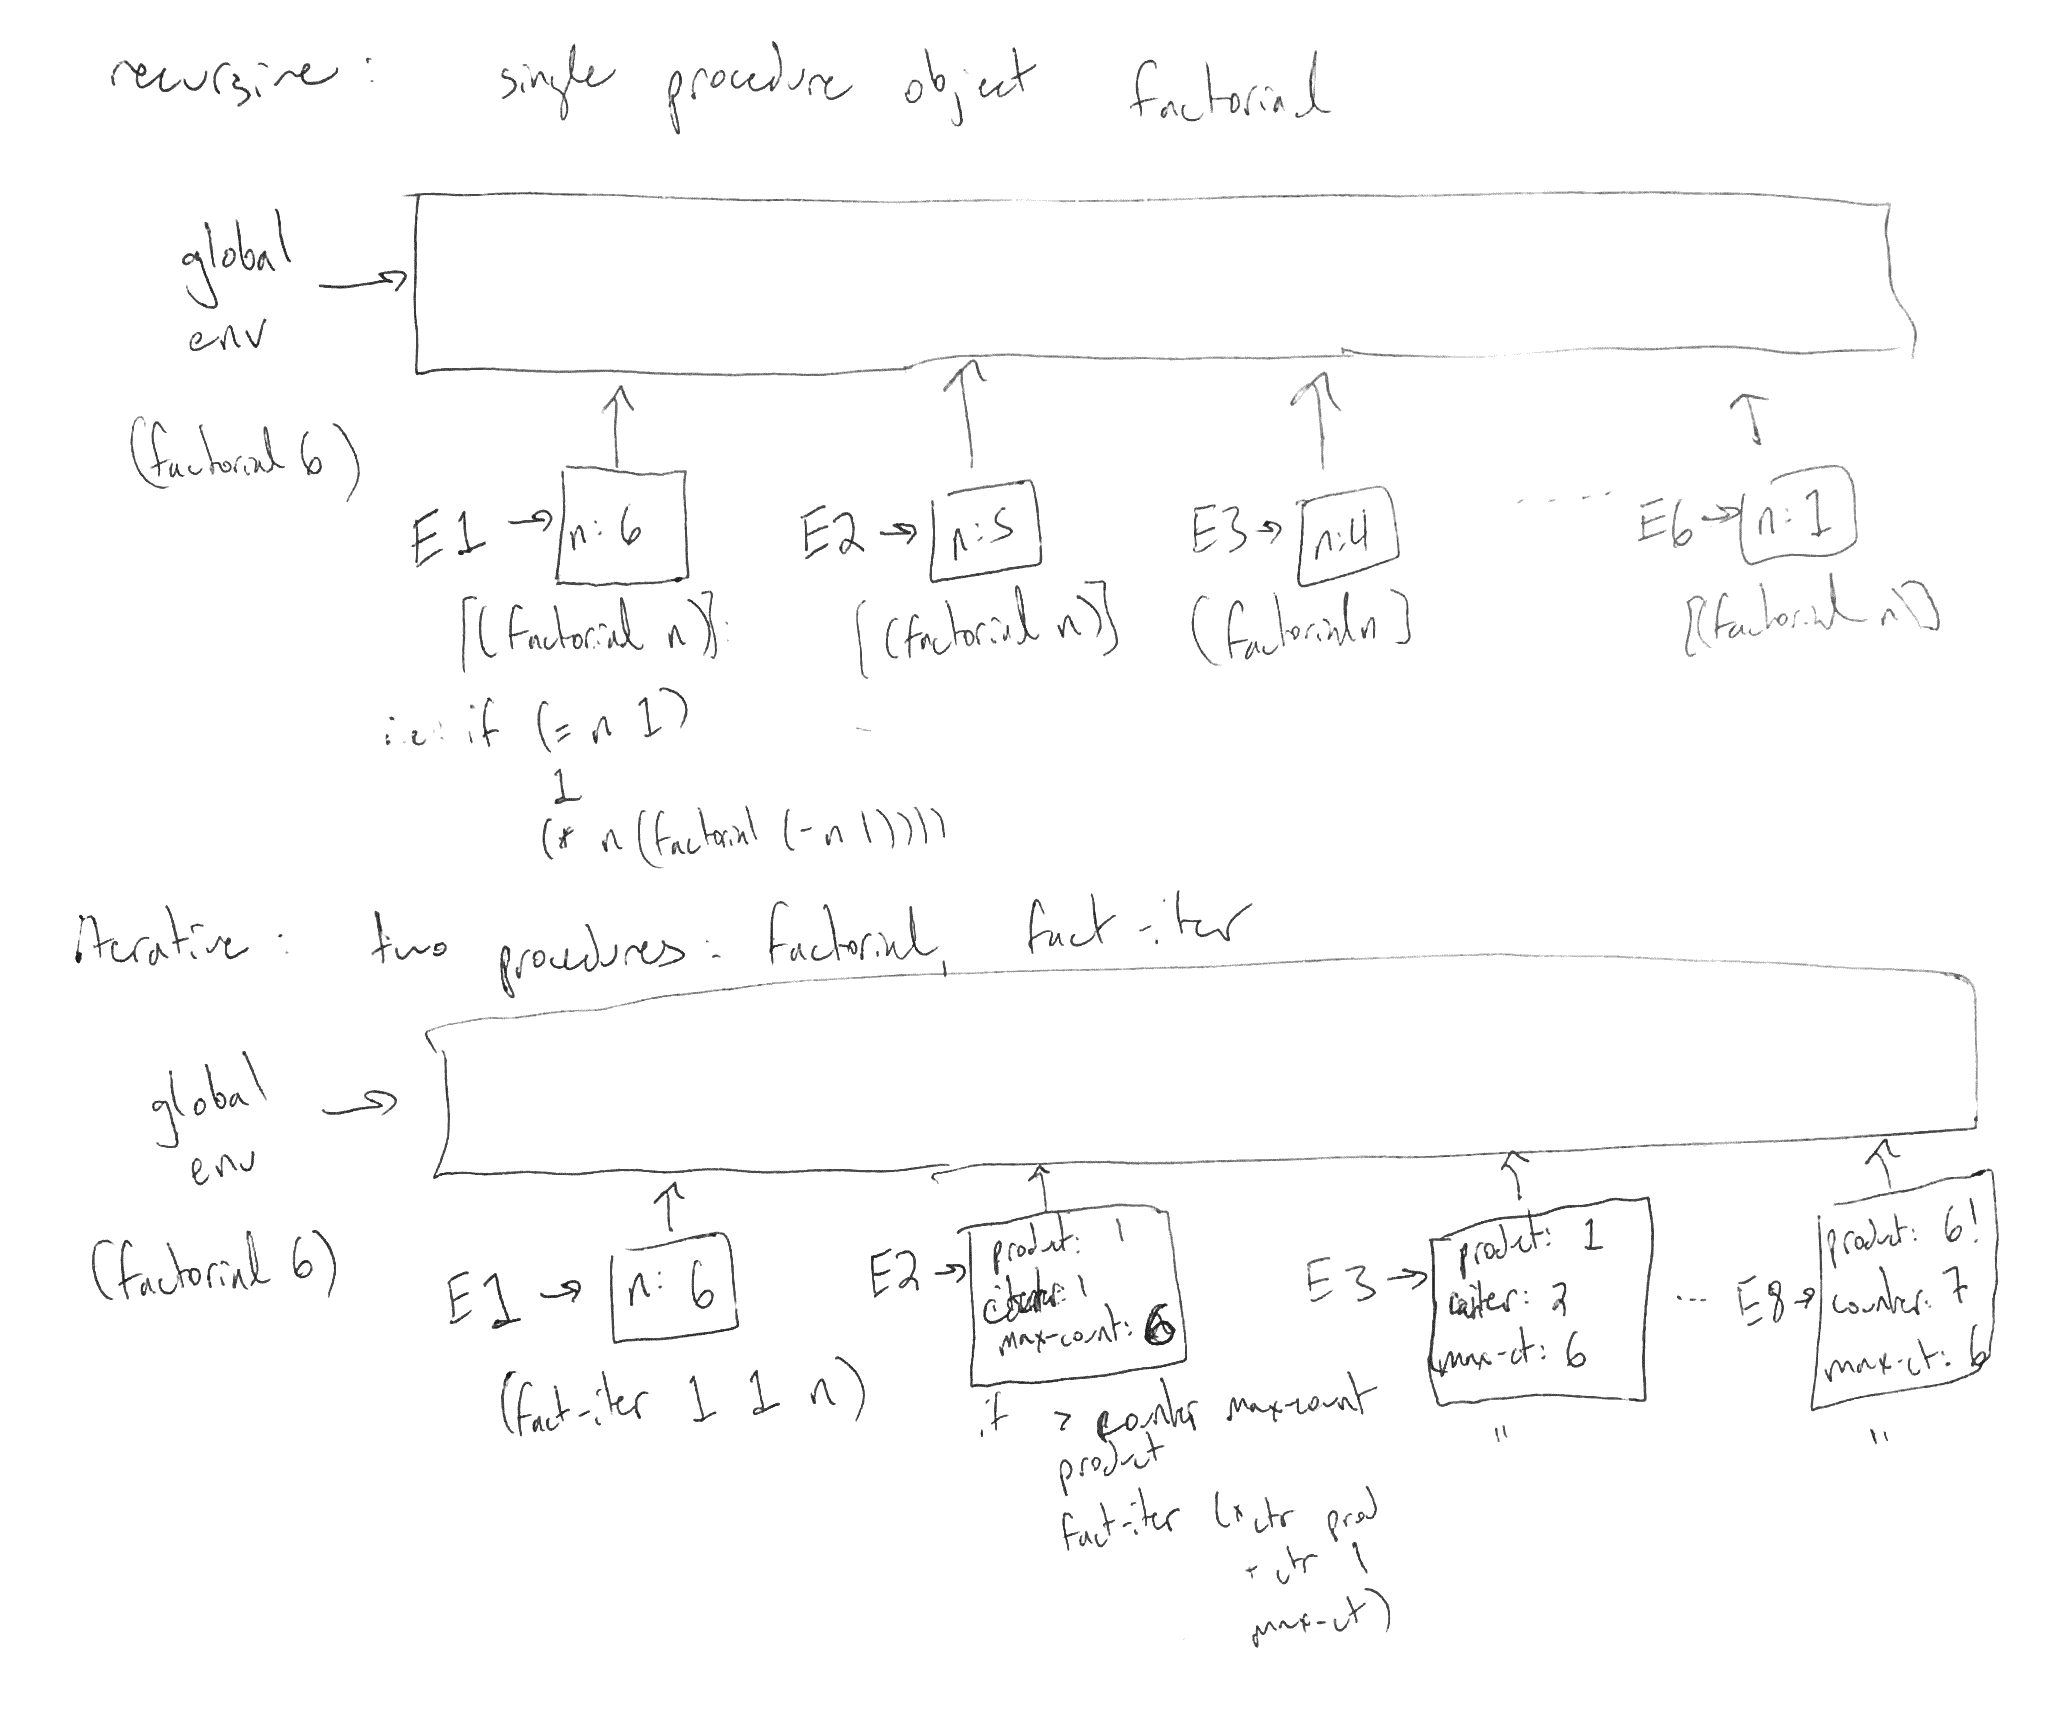 recursive: single procedure object factorial
global
env
(factorial 6)
E1 → n: 6
E2 → n: 5
E3 → n: 4
.....
E6 → n: 1
[(factorial n)]:
[(factorial n)]
(factorial n]
[(factorial n)]
i.e. if (= n 1)
1
(* n (factorial (- n 1))))
Iterative: two procedures: factorial, fact-iter
global
env
(factorial 6)
E1 → n: 6
(fact-iter 1 1 n)
E2 → product: 1
counter: 1
max-count: 6
if > counter max-count
product
fact-iter (* ctr prod
+ ctr 1
max-ct)
E3 → product: 1
counter: 2
max-ct: 6
"
...
E8 → product: 6!
counter: 7
max-ct: 6
"